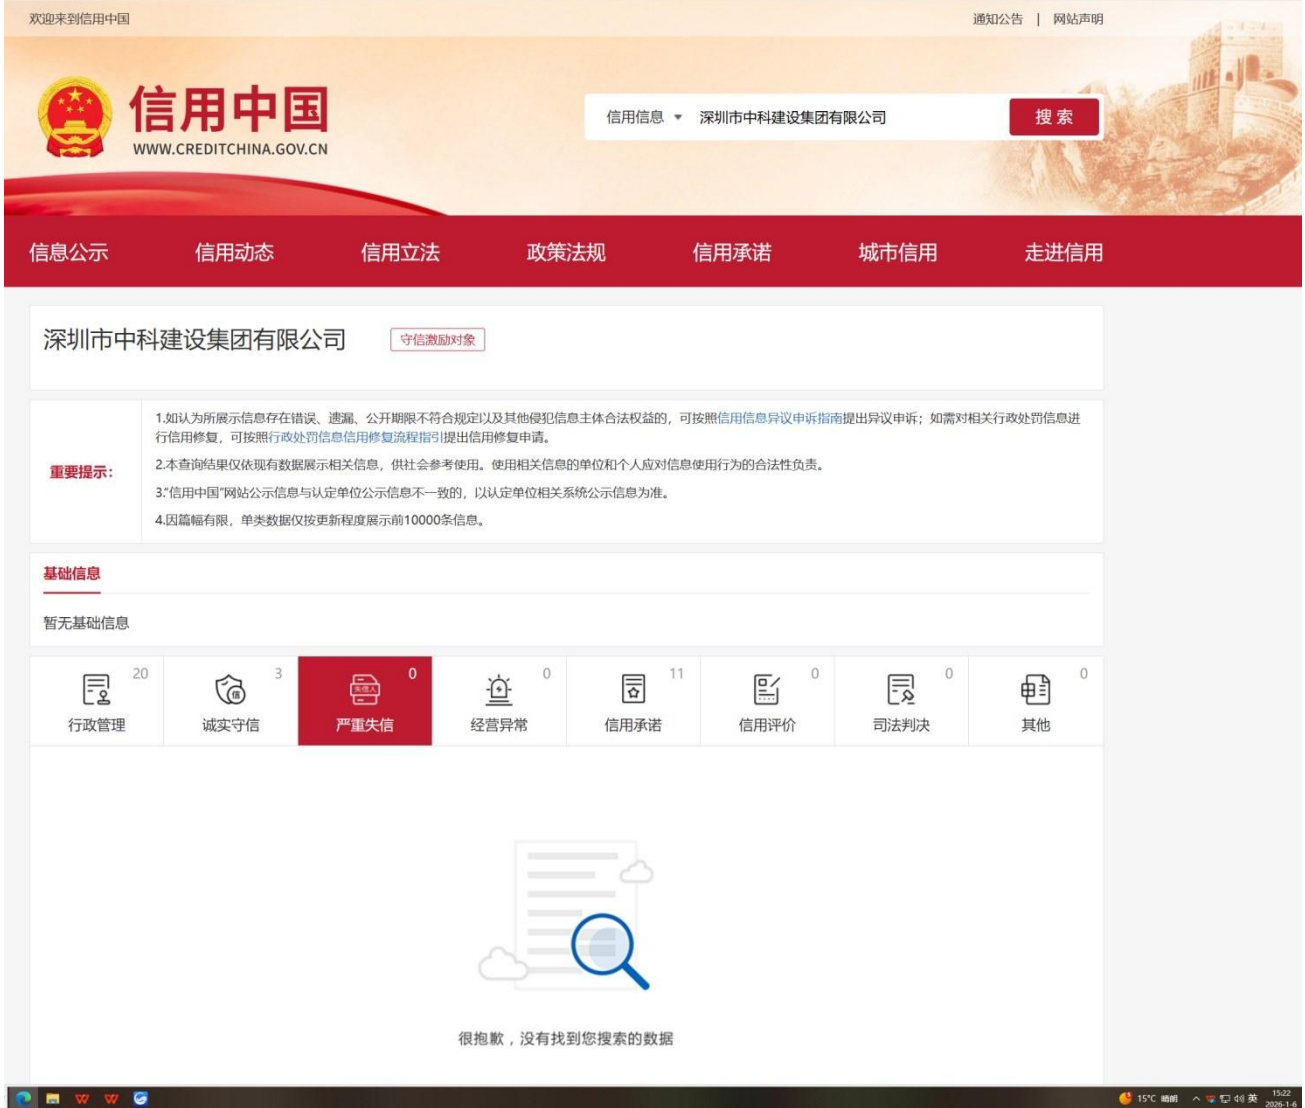 欢迎来到信用中国
通知公告 | 网站声明
信用中国
WWW.CREDITCHINA.GOV.CN
信用信息 深圳市中科建设集团有限公司 搜索
信息公示 信用动态 信用立法 政策法规 信用承诺 城市信用 走进信用
深圳市中科建设集团有限公司 守信激励对象
重要提示:
1.如认为所展示信息存在错误、遗漏、公开期限不符合规定以及其他侵犯信息主体合法权益的，可按照信用信息异议申诉指南提出异议申诉；如需对相关行政处罚信息进
行信用修复，可按照行政处罚信息信用修复流程指引提出信用修复申请。
2.本查询结果仅依现有数据展示相关信息，供社会参考使用。使用相关信息的单位和个人应对信息使用行为的合法性负责。
3."信用中国"网站公示信息与认定单位公示信息不一致的，以认定单位相关系统公示信息为准。
4.因篇幅有限，单类数据仅按更新程度展示前10000条信息。
基础信息
暂无基础信息
20 3 0 0 11 0 0 0
信 失信人
行政管理 诚实守信 严重失信 经营异常 信用承诺 信用评价 司法判决 其他
很抱歉，没有找到您搜索的数据
15°C 晴朗 英 15:22
2026-1-6